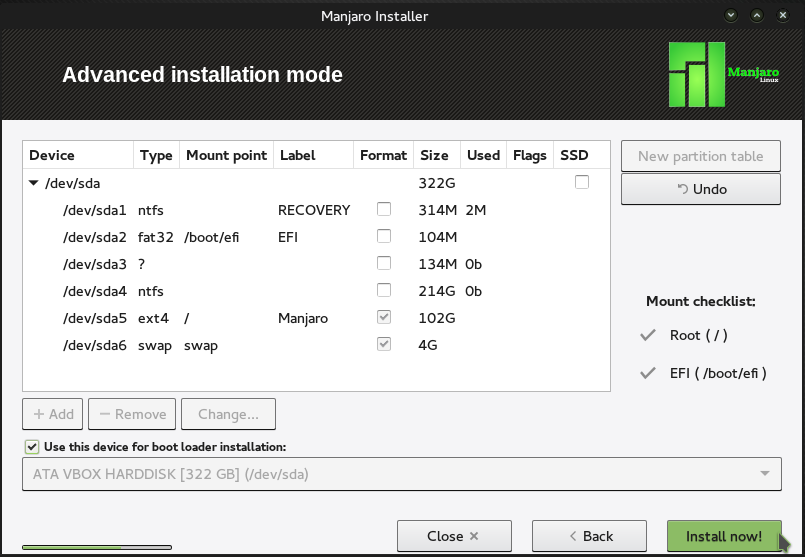 Manjaro Installer
Advanced installation mode
Manjaro
Linux
Device Type Mount point Label Format Size Used Flags SSD
/dev/sda 322G
/dev/sda1 ntfs RECOVERY 314M 2M
/dev/sda2 fat32 /boot/efi EFI 104M
/dev/sda3 ? 134M 0b
/dev/sda4 ntfs 214G 0b
/dev/sda5 ext4 / Manjaro 102G
/dev/sda6 swap swap 4G
New partition table
Undo
Mount checklist:
Root ( / )
EFI ( /boot/efi )
Add Remove Change...
Use this device for boot loader installation:
ATA VBOX HARDDISK [322 GB] (/dev/sda)
Close Back Install now!